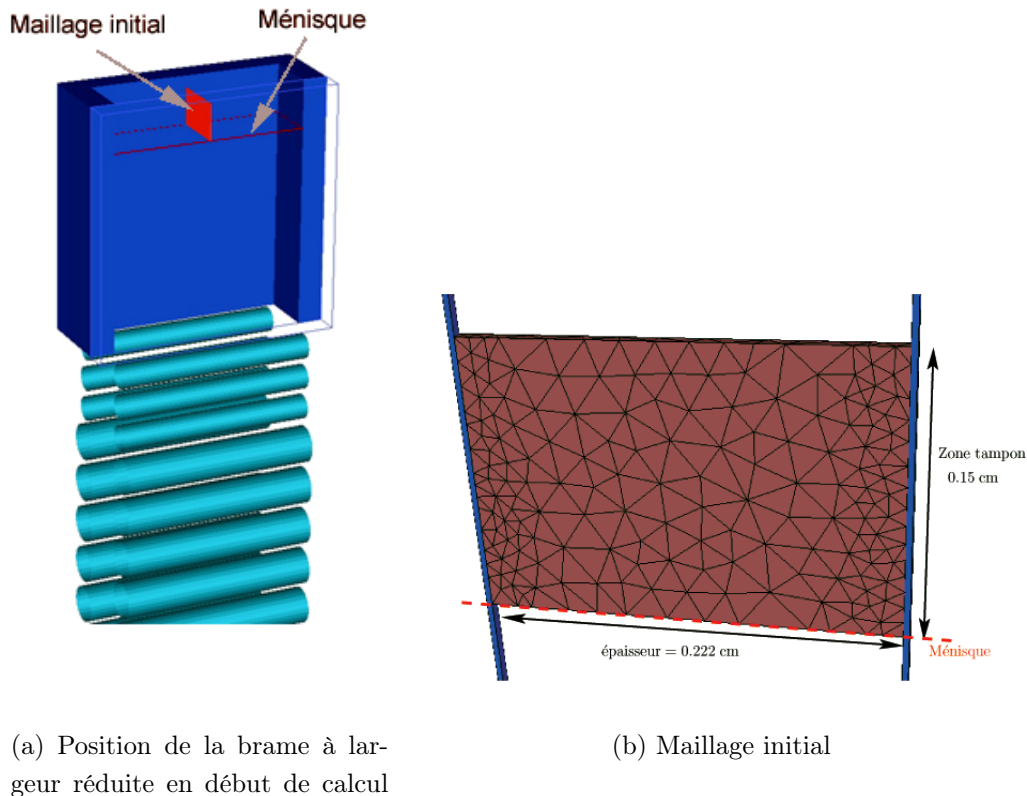 Maillage initial
Ménisque
Zone tampon
0.15 cm
épaisseur = 0.222 cm
Ménisque
(a) Position de la brame à lar-
geur réduite en début de calcul
(b) Maillage initial